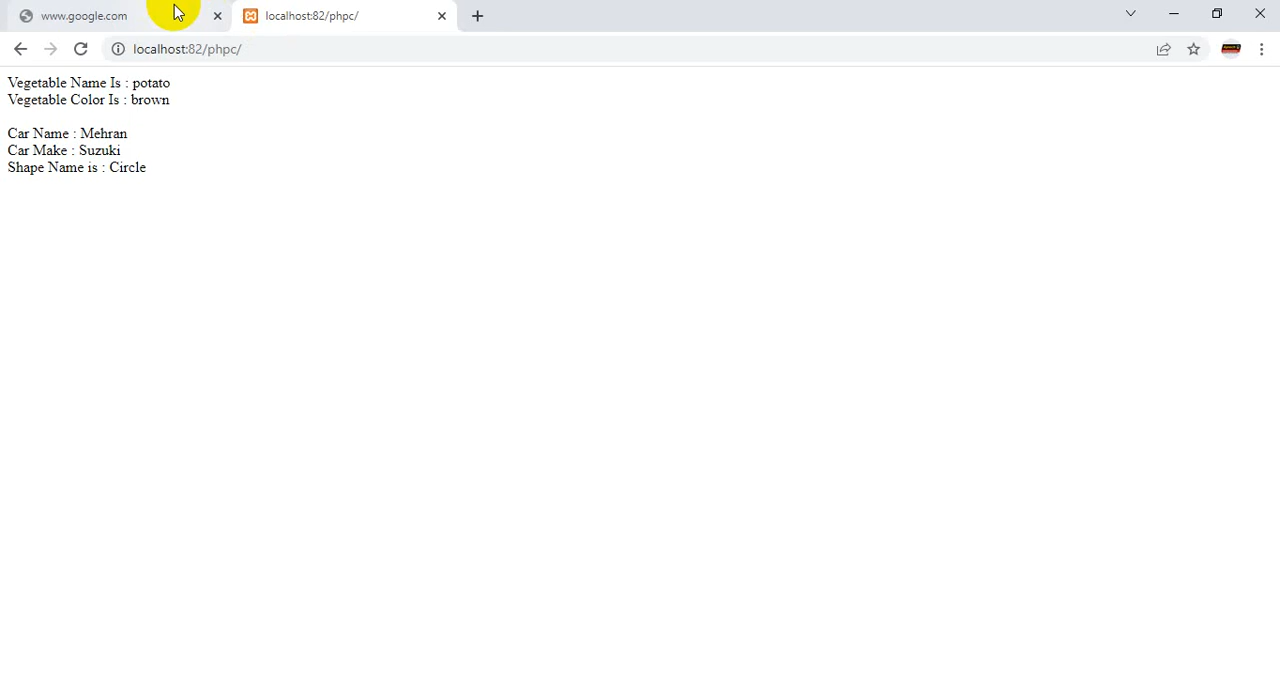 www.google.com
localhost:82/phpc/
localhost:82/phpc/
Vegetable Name Is : potato
Vegetable Color Is : brown
Car Name : Mehran
Car Make : Suzuki
Shape Name is : Circle